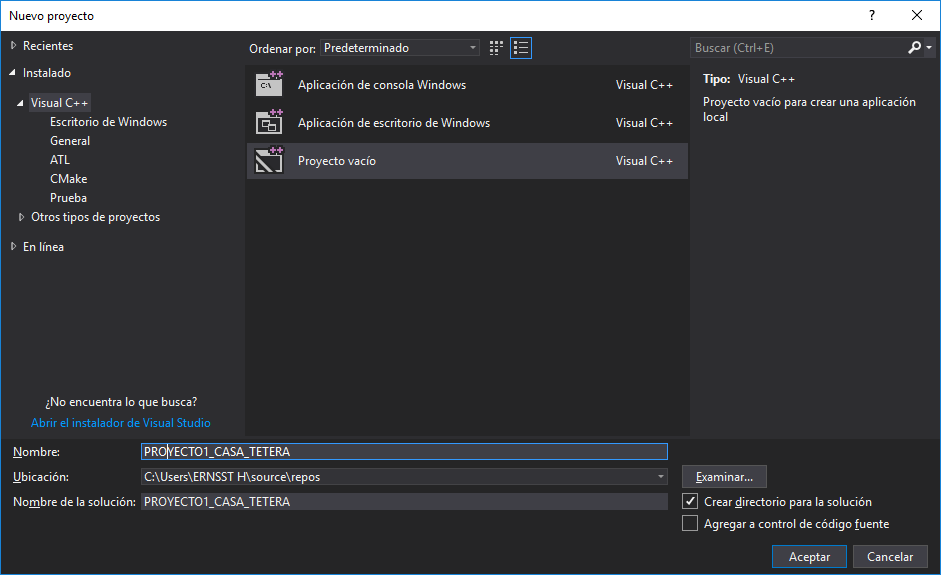 Nuevo proyecto
?
Recientes
Ordenar por: Predeterminado
Buscar (Ctrl+E)
Instalado
Visual C++
Escritorio de Windows
General
ATL
CMake
Prueba
Otros tipos de proyectos
En línea
Aplicación de consola Windows Visual C++
Aplicación de escritorio de Windows Visual C++
Proyecto vacío Visual C++
Tipo: Visual C++
Proyecto vacío para crear una aplicación
local
¿No encuentra lo que busca?
Abrir el instalador de Visual Studio
Nombre: PROYECTO1_CASA_TETERA
Ubicación: C:\Users\ERNSST H\source\repos
Examinar...
Nombre de la solución: PROYECTO1_CASA_TETERA
Crear directorio para la solución
Agregar a control de código fuente
Aceptar Cancelar